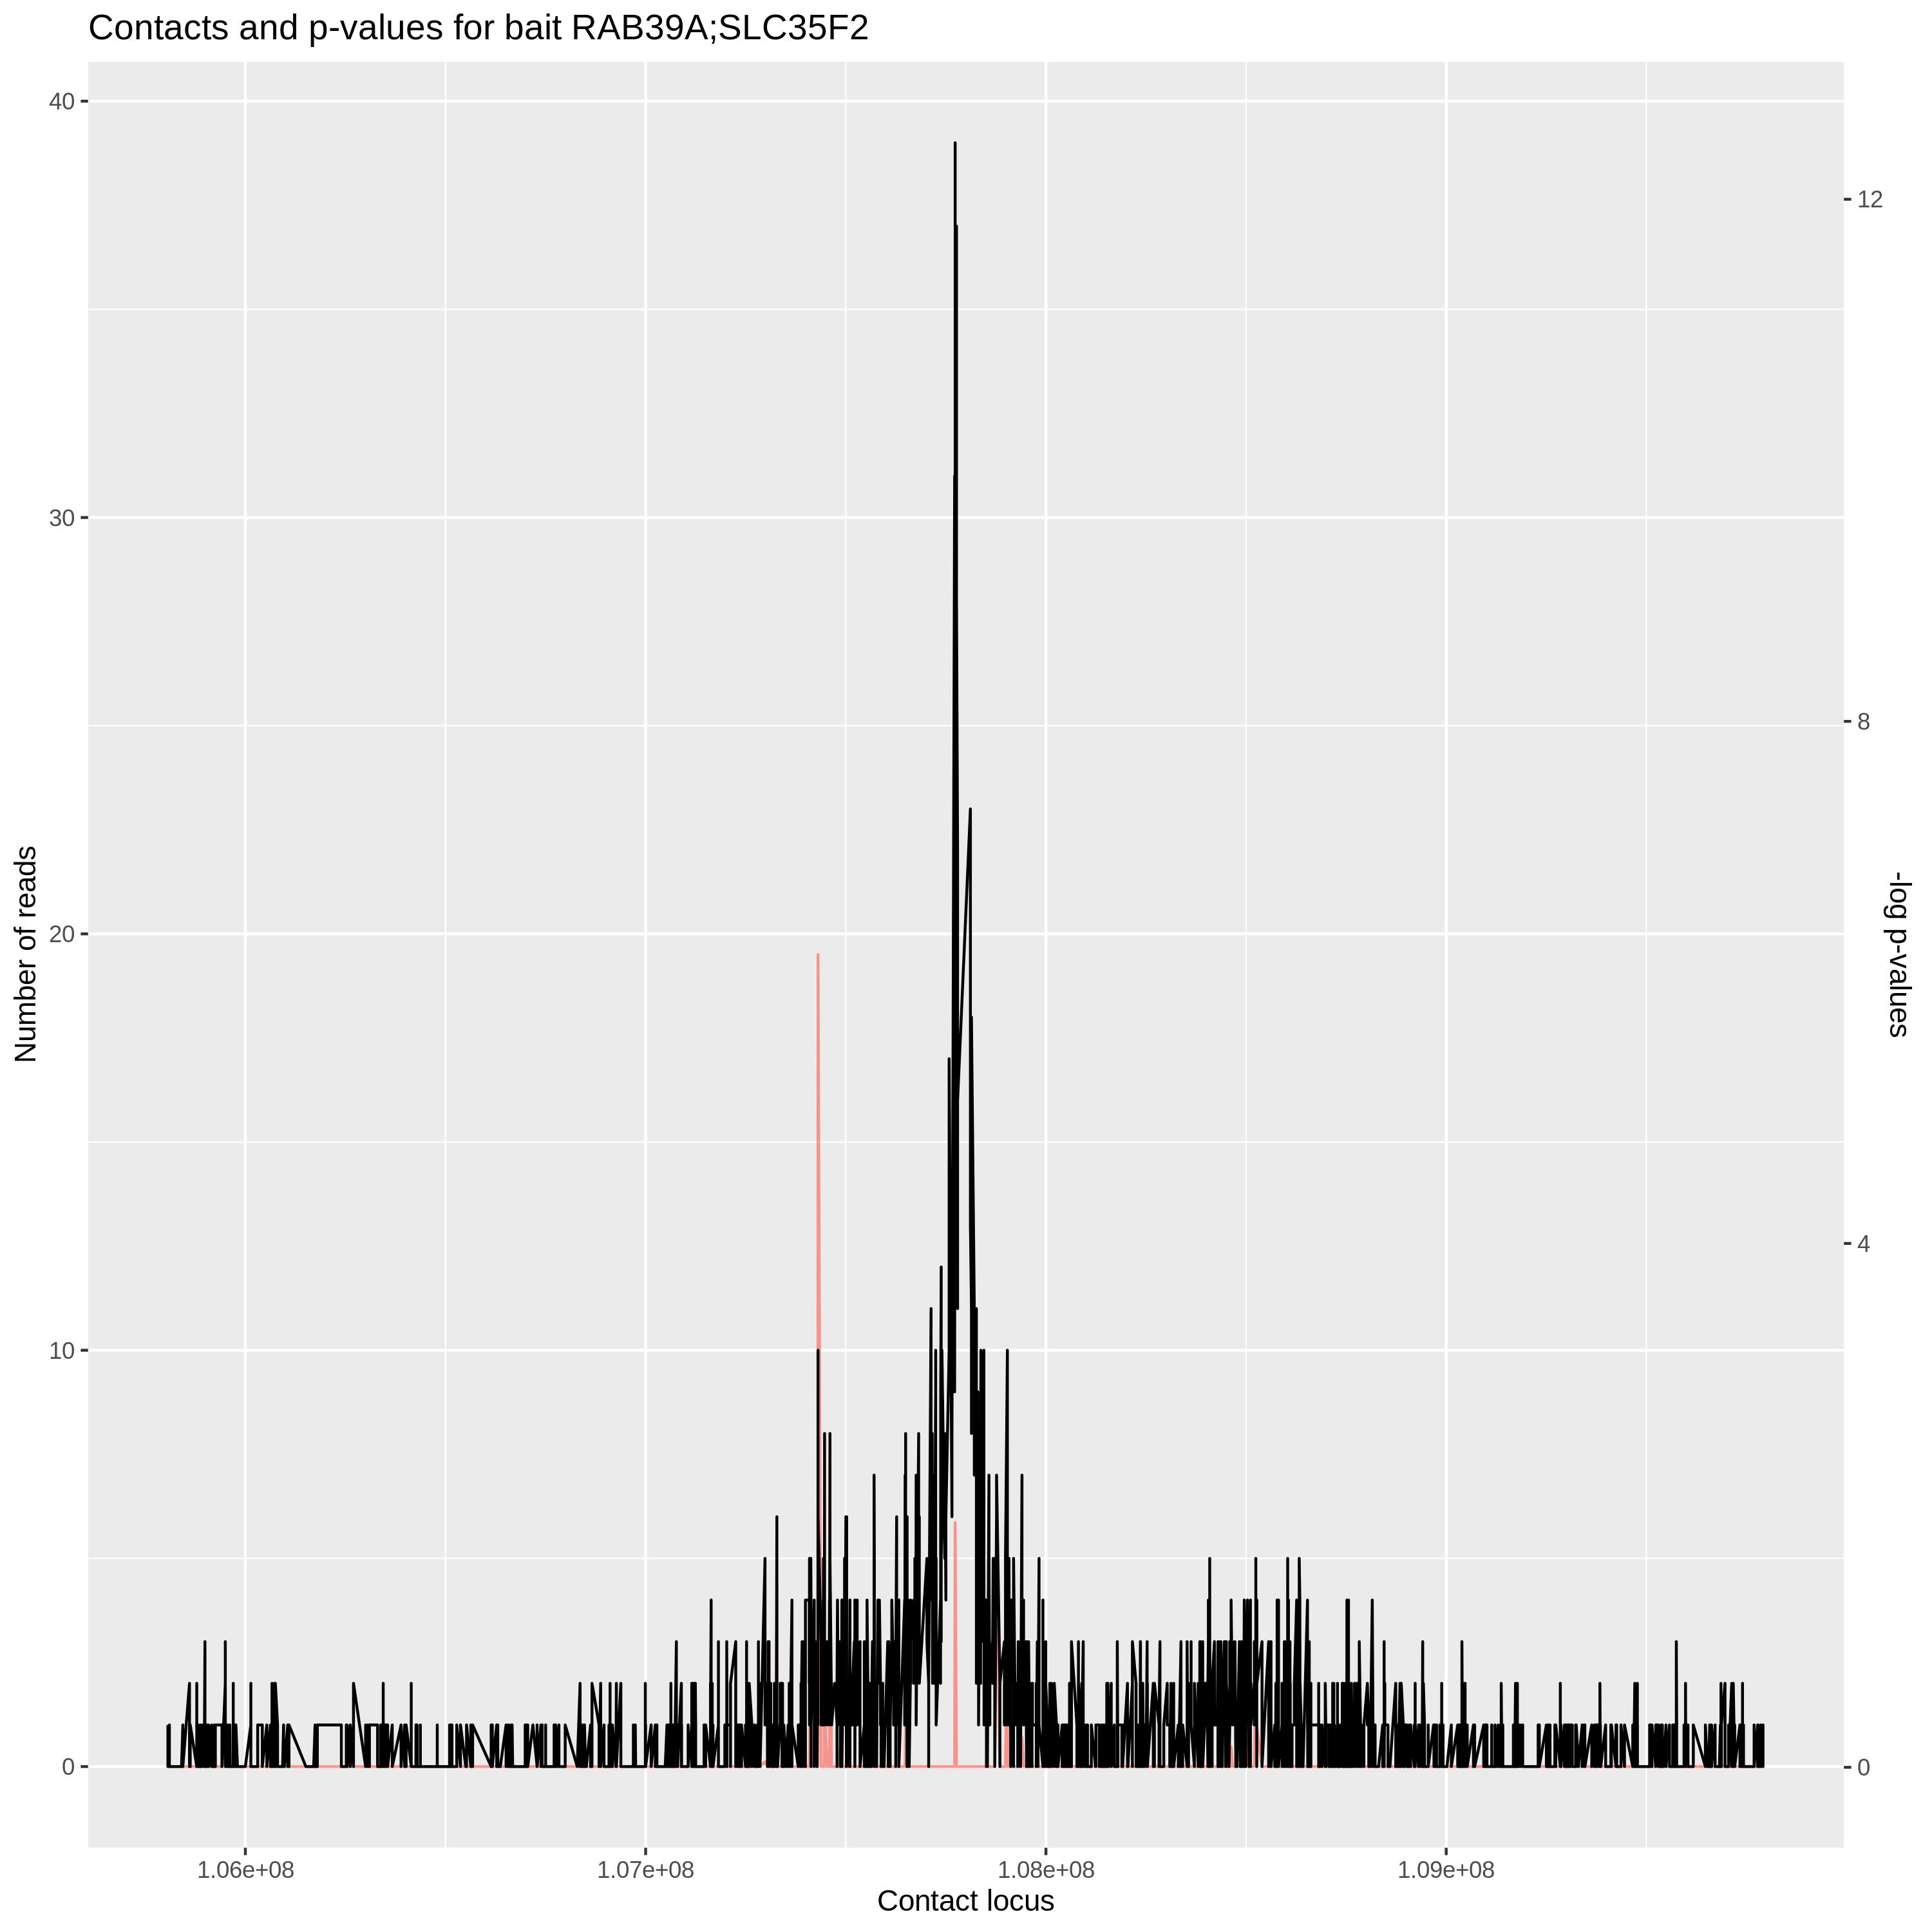 Contacts and p-values for bait RAB39A;SLC35F2
40
30
20
10
0
Number of reads
12
8
4
0
-log p-values
1.06e+08
1.07e+08
1.08e+08
1.09e+08
Contact locus